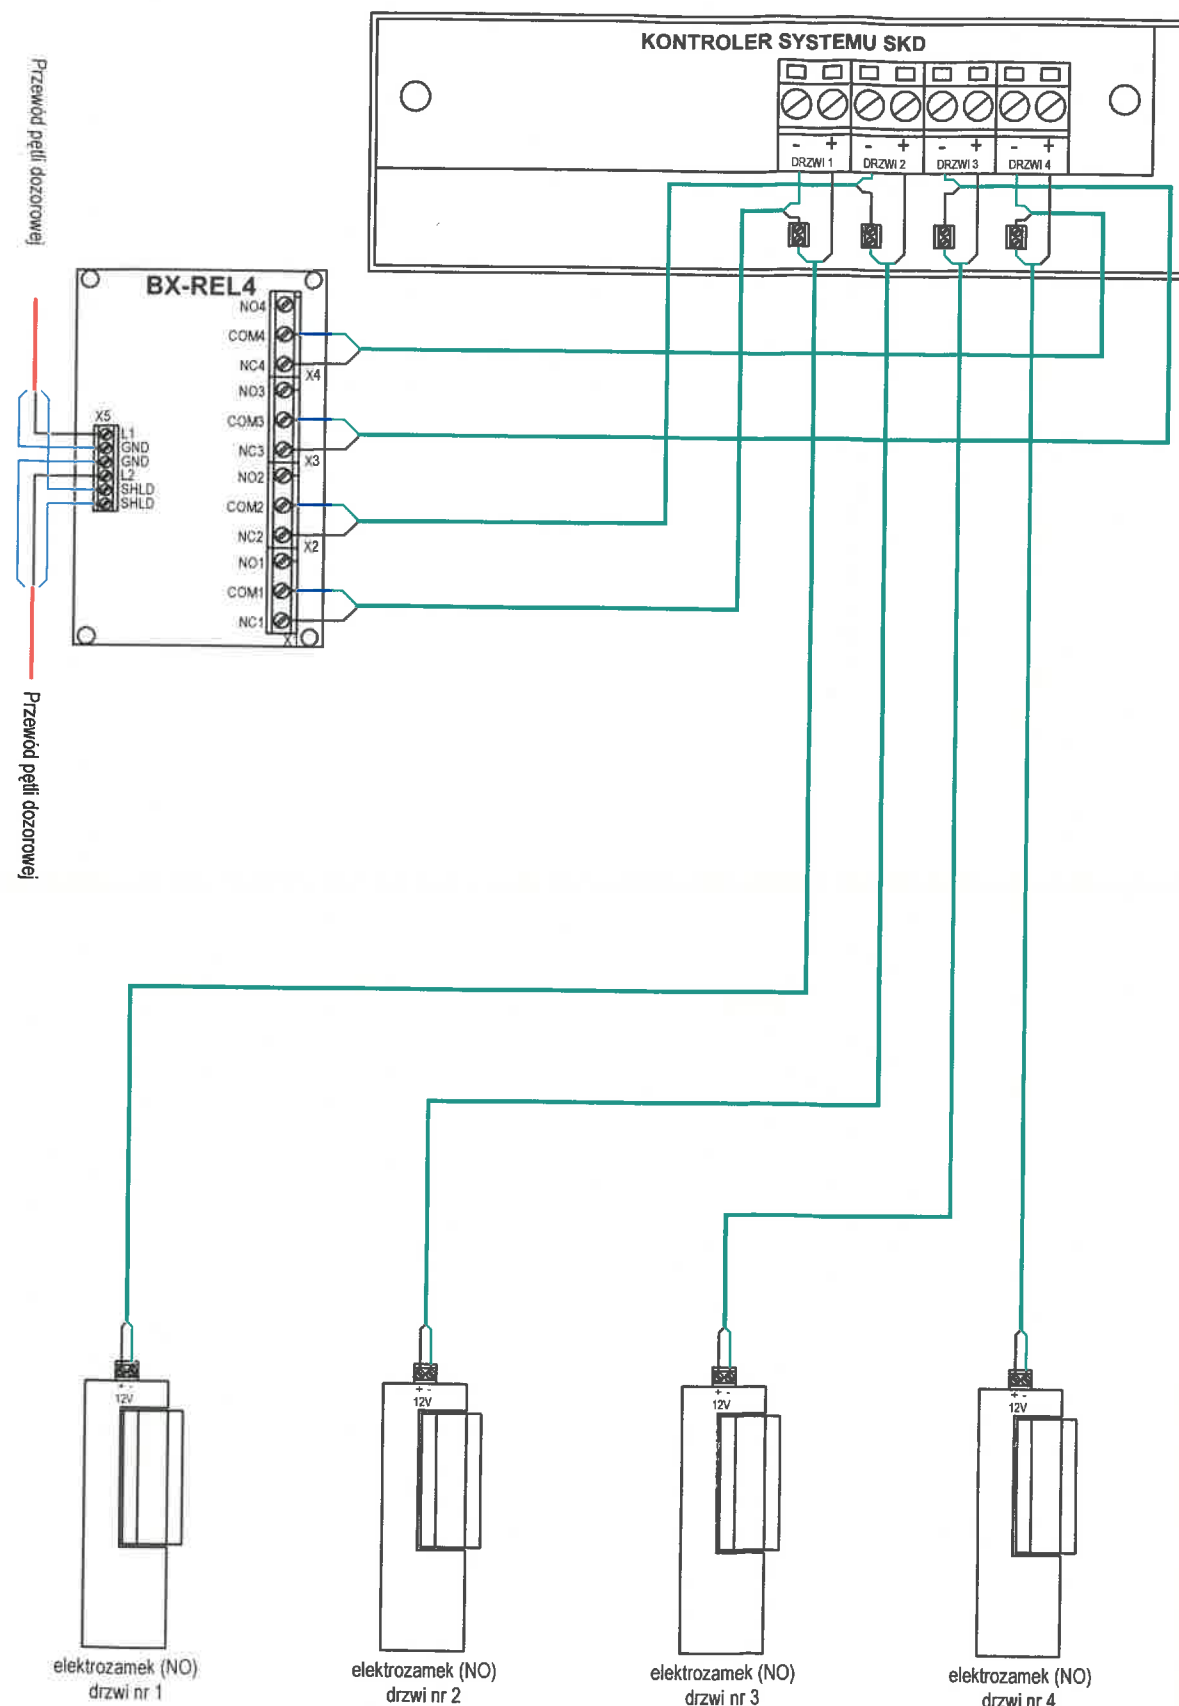 KONTROLER SYSTEMU SKD
- + - + - + - +
DRZWI 1 DRZWI 2 DRZWI 3 DRZWI 4
Przewód pętli dozorowej
BX-REL4
NO4
COM4
NC4
X4
NO3
COM3
NC3
X3
NO2
COM2
NC2
X2
NO1
COM1
NC1
X1
X5
L1
GND
GND
L2
SHLD
SHLD
Przewód pętli dozorowej
+ -
12V
+ -
12V
+ -
12V
+ -
12V
elektrozamek (NO)
drzwi nr 1
elektrozamek (NO)
drzwi nr 2
elektrozamek (NO)
drzwi nr 3
elektrozamek (NO)
drzwi nr 4